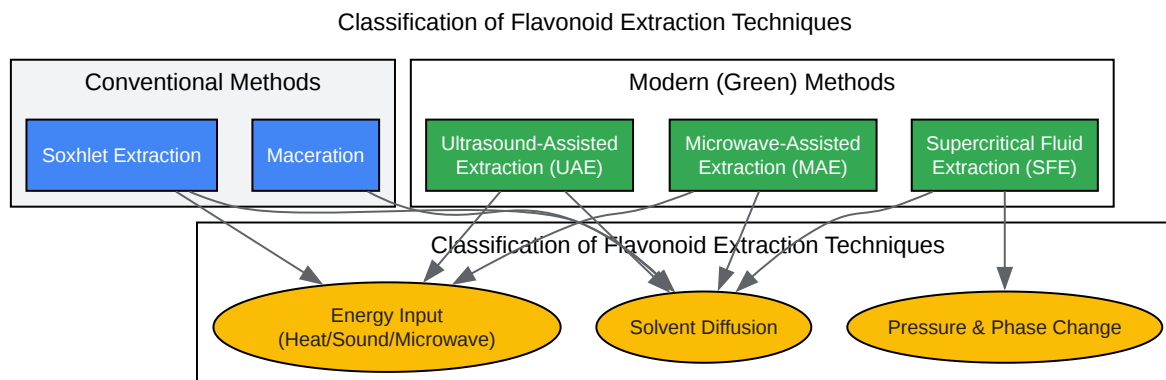 Classification of Flavonoid Extraction Techniques
Conventional Methods
Modern (Green) Methods
Soxhlet Extraction
Maceration
Ultrasound-Assisted
Extraction (UAE)
Microwave-Assisted
Extraction (MAE)
Supercritical Fluid
Extraction (SFE)
Classification of Flavonoid Extraction Techniques
Energy Input
(Heat/Sound/Microwave)
Solvent Diffusion
Pressure & Phase Change